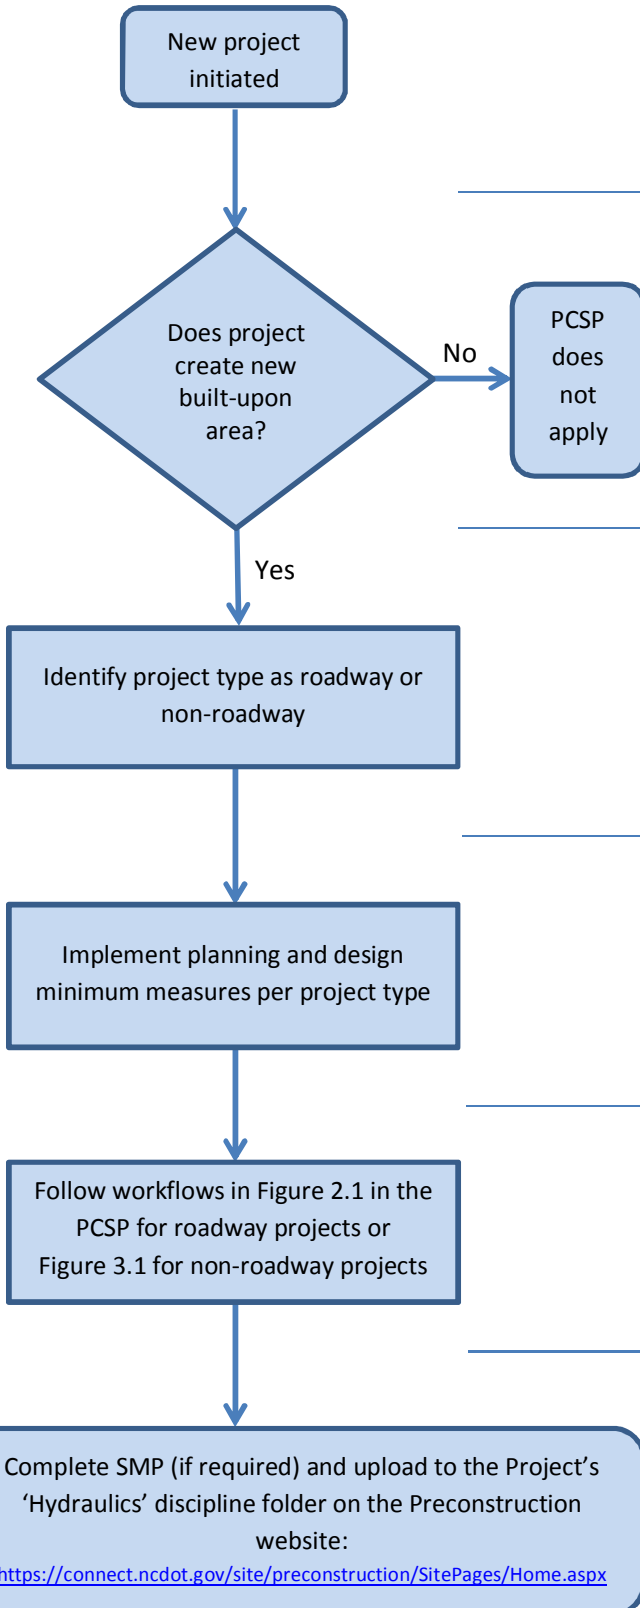 New project
initiated
Does project
create new
built-upon
area?
No
PCSP
does
not
apply
Yes
Identify project type as roadway or
non-roadway
Implement planning and design
minimum measures per project type
Follow workflows in Figure 2.1 in the
PCSP for roadway projects or
Figure 3.1 for non-roadway projects
Complete SMP (if required) and upload to the Project’s
‘Hydraulics’ discipline folder on the Preconstruction
website:
https://connect.ncdot.gov/site/preconstruction/SitePages/Home.aspx